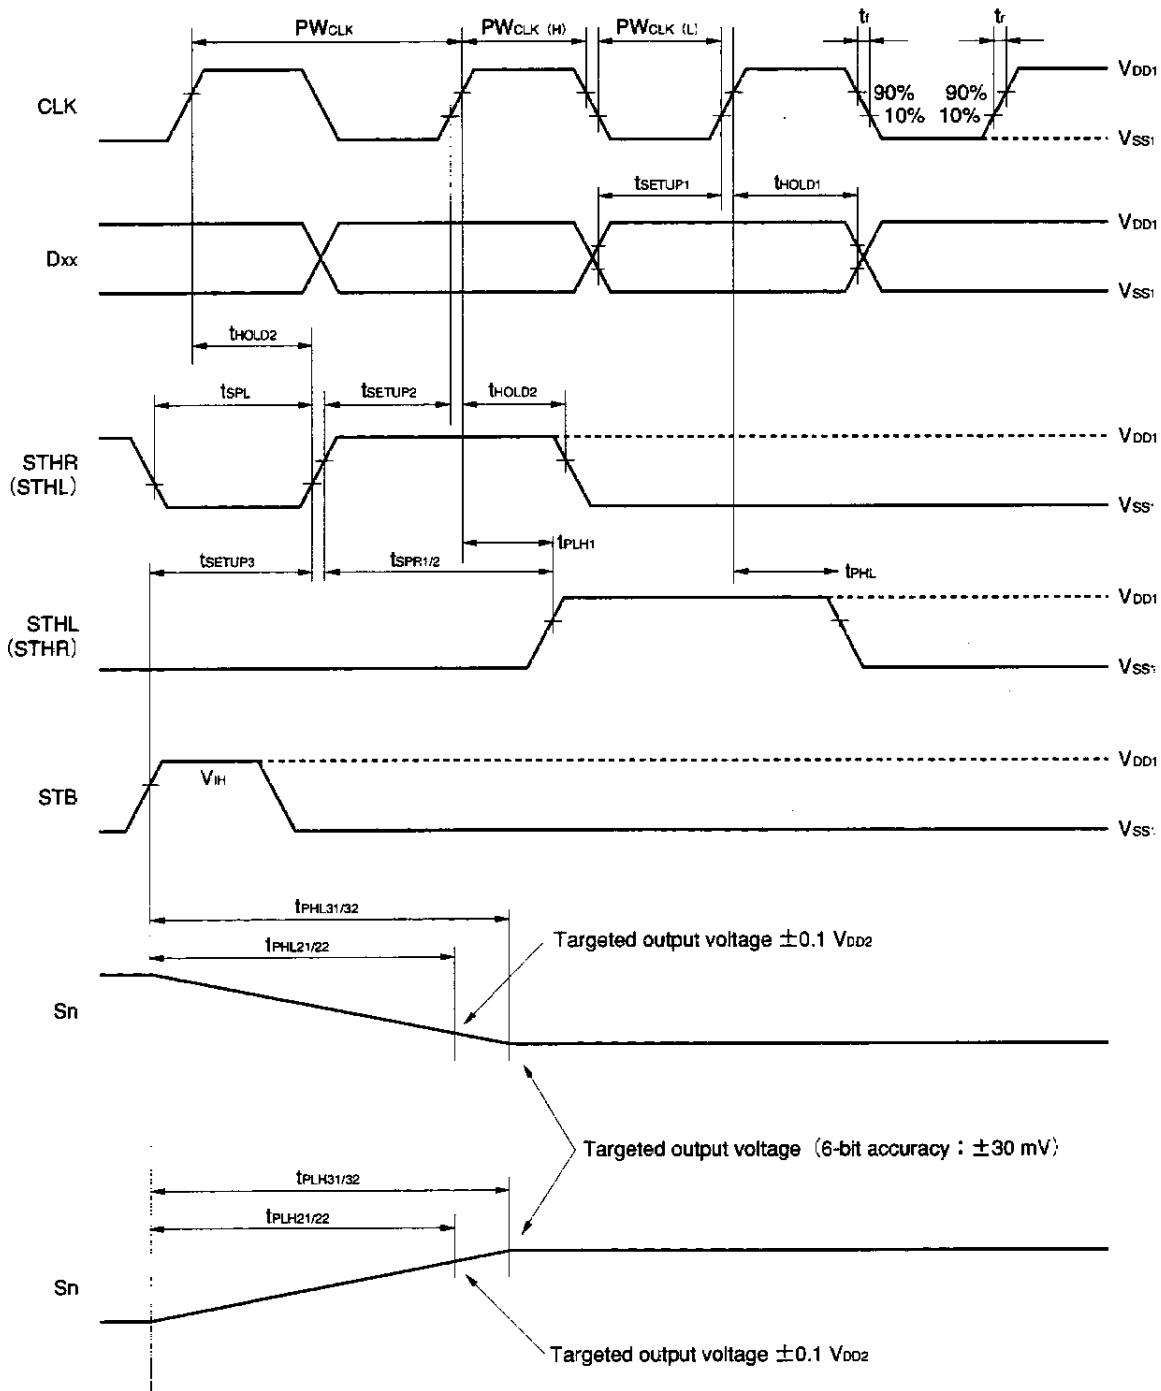 PWCLK PWCLK (H) PWCLK (L) tf tr
VDD1
CLK 90% 90%
10% 10%
VSS1
tSETUP1 tHOLD1
VDD1
Dxx
VSS1
tHOLD2
tSPL tSETUP2 tHOLD2
VDD1
STHR
(STHL)
VSS1
tPLH1
tSETUP3 tSPR1/2
tPHL
VDD1
STHL
(STHR)
VSS1
VDD1
VIH
STB
VSS1
tPHL31/32
Targeted output voltage ±0.1 VDD2
tPHL21/22
Sn
Targeted output voltage (6-bit accuracy : ±30 mV)
tPLH31/32
tPLH21/22
Sn
Targeted output voltage ±0.1 VDD2